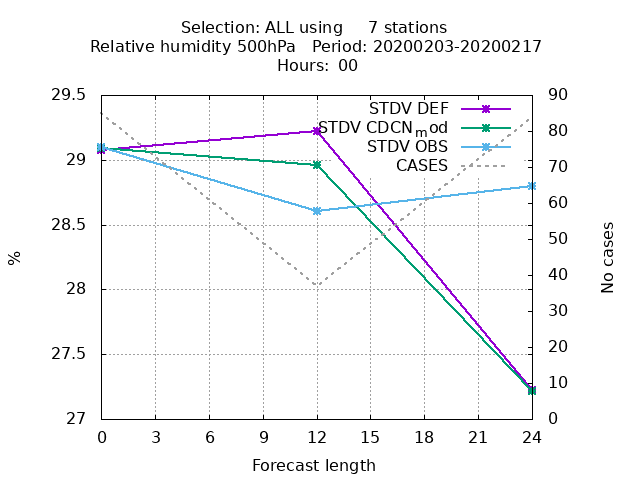 Selection: ALL using 7 stations
Relative humidity 500hPa Period: 20200203-20200217
Hours: 00
STDV DEF
STDV CDCN_mod
STDV OBS
CASES
29.5
29
28.5
28
27.5
27
%
90
80
70
60
50
40
30
20
10
0
No cases
0 3 6 9 12 15 18 21 24
Forecast length